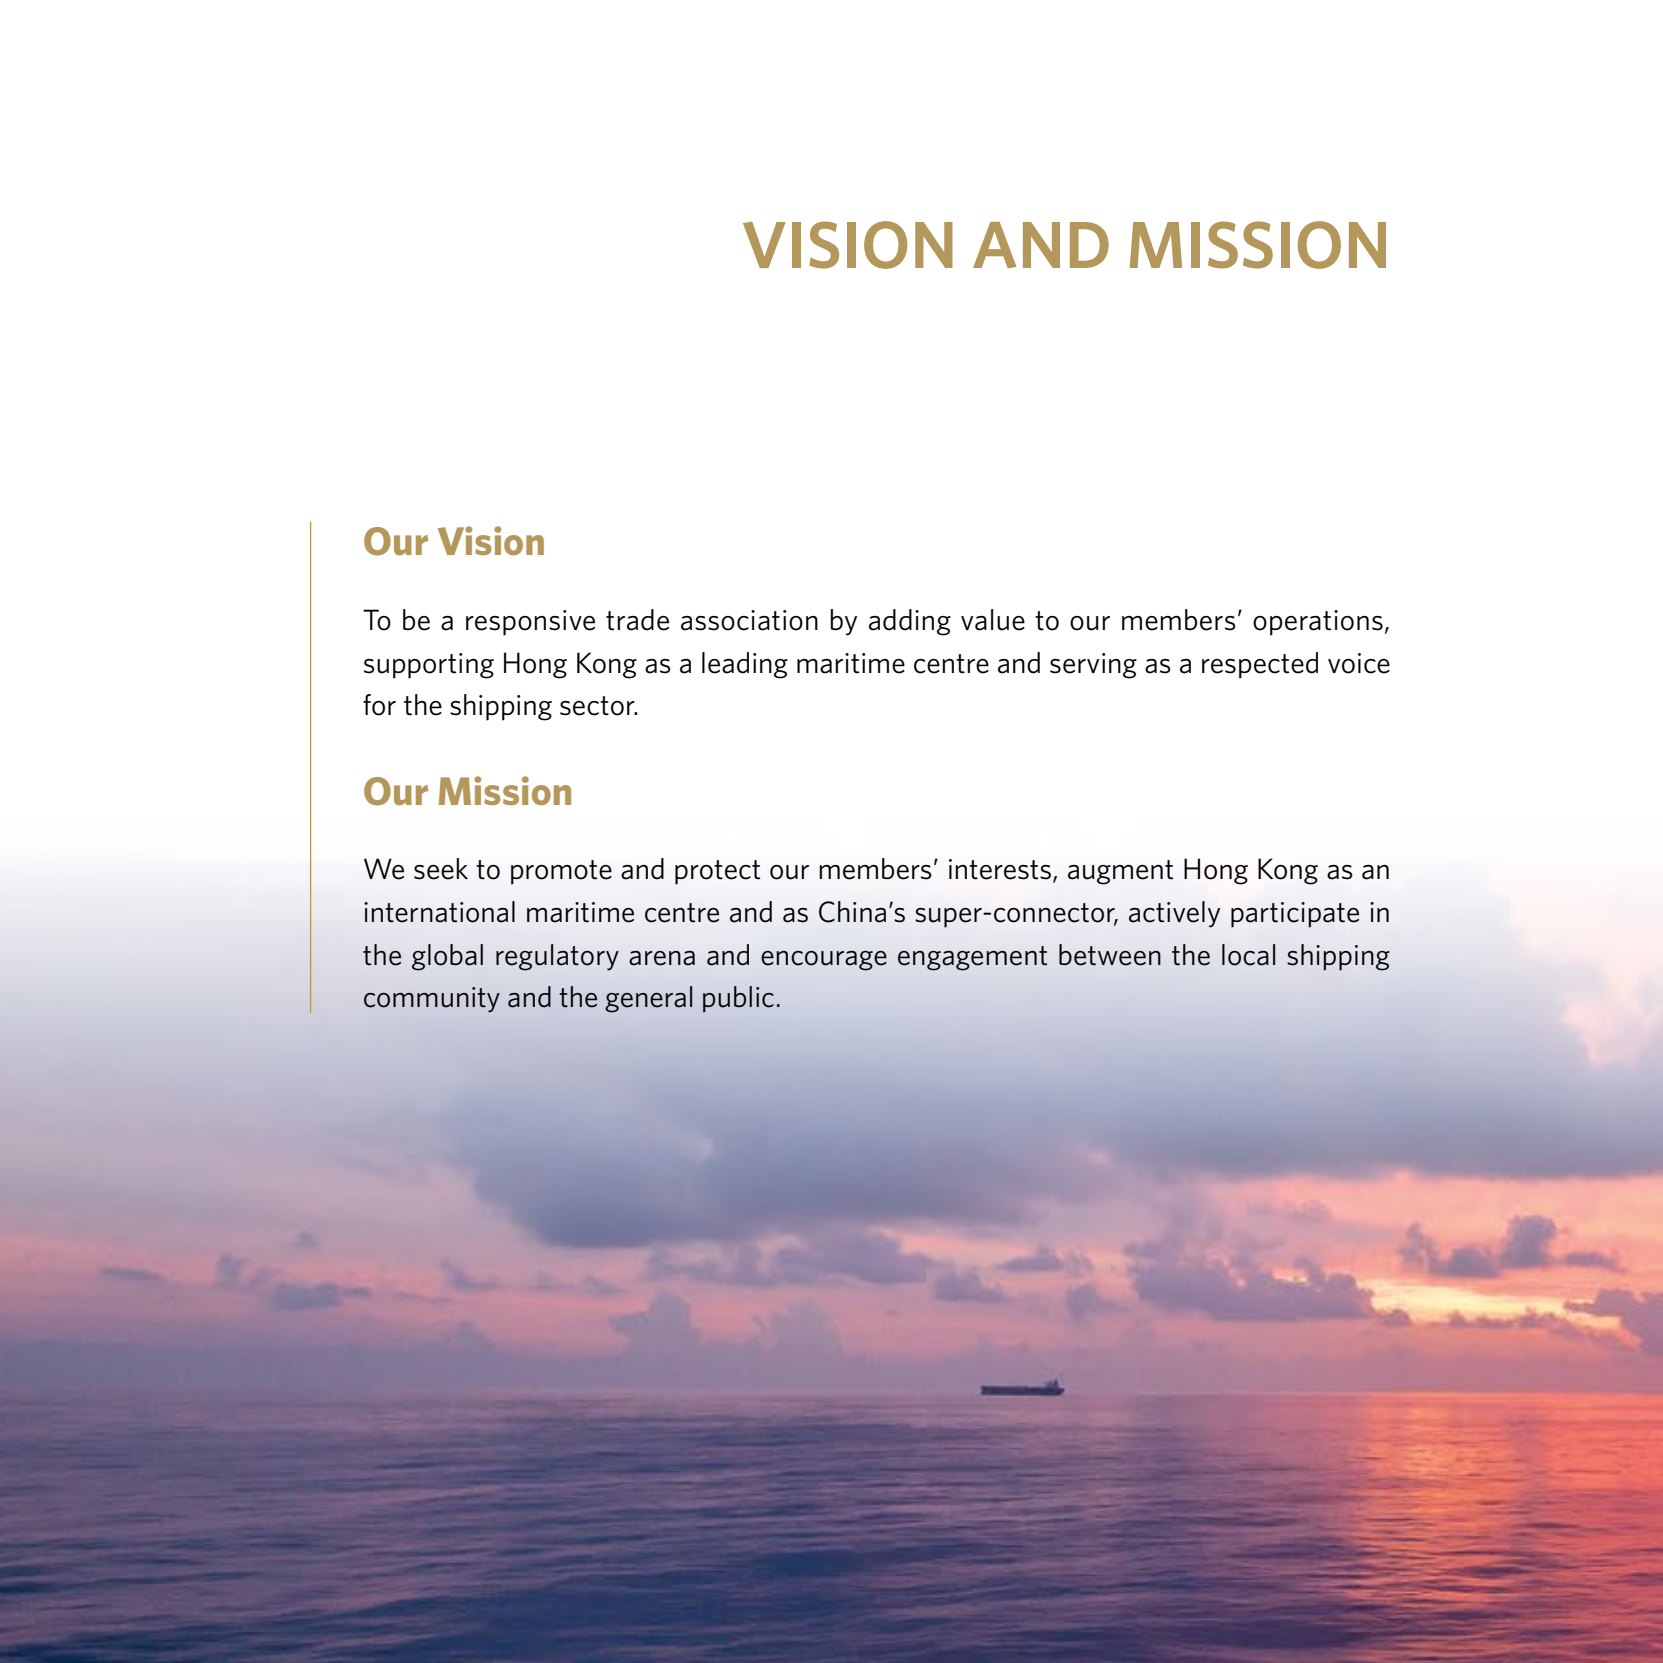 VISION AND MISSION
Our Vision
To be a responsive trade association by adding value to our members’ operations,
supporting Hong Kong as a leading maritime centre and serving as a respected voice
for the shipping sector.
Our Mission
We seek to promote and protect our members’ interests, augment Hong Kong as an
international maritime centre and as China’s super-connector, actively participate in
the global regulatory arena and encourage engagement between the local shipping
community and the general public.